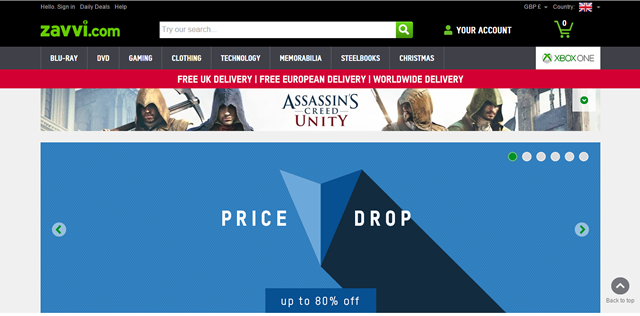 Hello. Sign in Daily Deals Help GBP £ Country:
zavvi.com Try our search... YOUR ACCOUNT 0
BLU-RAY DVD GAMING CLOTHING TECHNOLOGY MEMORABILIA STEELBOOKS CHRISTMAS XBOX ONE
FREE UK DELIVERY | FREE EUROPEAN DELIVERY | WORLDWIDE DELIVERY
ASSASSIN'S
CREED
UNITY
PRICE DROP
up to 80% off
Back to top